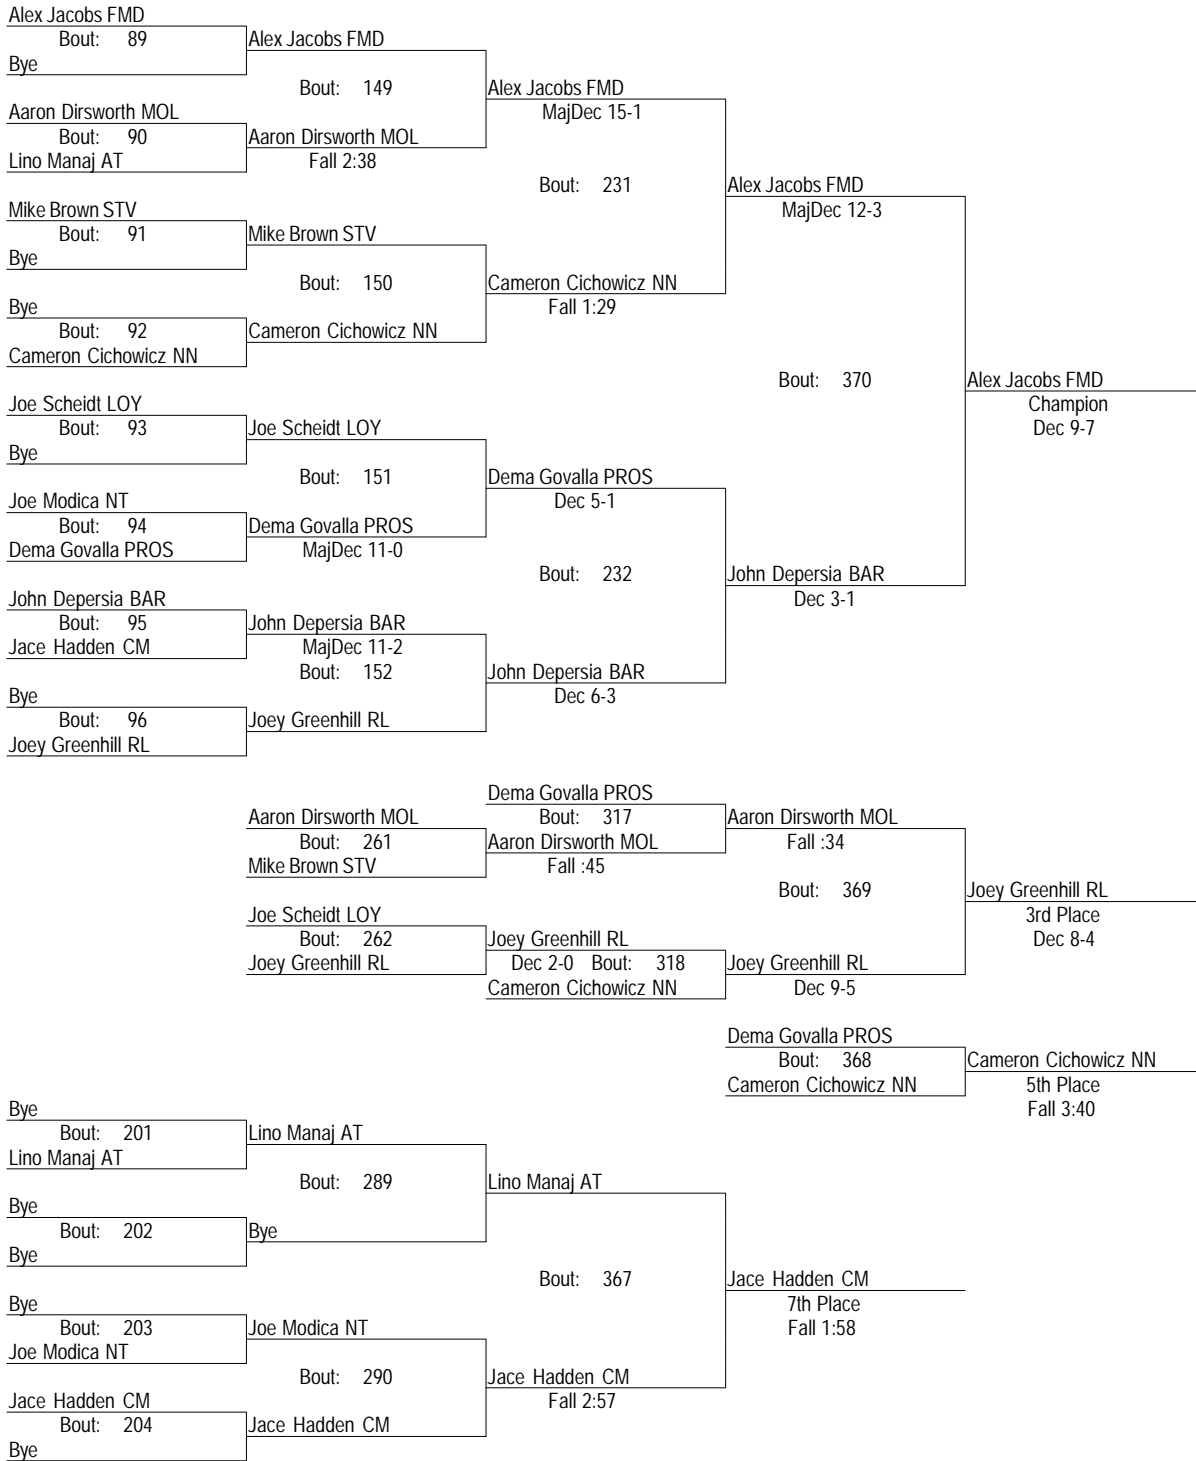 Alex Jacobs FMD
Bout: 89
Bye
Alex Jacobs FMD
Bout: 149
Aaron Dirsworth MOL
Bout: 90
Lino Manaj AT
Aaron Dirsworth MOL
Fall 2:38
Alex Jacobs FMD
MajDec 15-1
Bout: 231
Mike Brown STV
Bout: 91
Bye
Mike Brown STV
Bout: 150
Bye
Bout: 92
Cameron Cichowicz NN
Cameron Cichowicz NN
Cameron Cichowicz NN
Fall 1:29
Alex Jacobs FMD
MajDec 12-3
Bout: 370
Joe Scheidt LOY
Bout: 93
Bye
Joe Scheidt LOY
Bout: 151
Joe Modica NT
Bout: 94
Dema Govalla PROS
Dema Govalla PROS
MajDec 11-0
Dema Govalla PROS
Dec 5-1
Bout: 232
John Depersia BAR
Bout: 95
Jace Hadden CM
John Depersia BAR
MajDec 11-2
Bout: 152
Bye
Bout: 96
Joey Greenhill RL
Joey Greenhill RL
John Depersia BAR
Dec 6-3
John Depersia BAR
Dec 3-1
Alex Jacobs FMD
Champion
Dec 9-7
Aaron Dirsworth MOL
Bout: 261
Mike Brown STV
Dema Govalla PROS
Bout: 317
Aaron Dirsworth MOL
Fall :45
Aaron Dirsworth MOL
Fall :34
Bout: 369
Joe Scheidt LOY
Bout: 262
Joey Greenhill RL
Joey Greenhill RL
Dec 2-0 Bout: 318
Cameron Cichowicz NN
Joey Greenhill RL
Dec 9-5
Joey Greenhill RL
3rd Place
Dec 8-4
Dema Govalla PROS
Bout: 368
Cameron Cichowicz NN
Cameron Cichowicz NN
5th Place
Fall 3:40
Bye
Bout: 201
Lino Manaj AT
Lino Manaj AT
Bout: 289
Bye
Bout: 202
Bye
Bye
Lino Manaj AT
Bout: 367
Bye
Bout: 203
Joe Modica NT
Joe Modica NT
Bout: 290
Jace Hadden CM
Bout: 204
Bye
Jace Hadden CM
Jace Hadden CM
Fall 2:57
Jace Hadden CM
7th Place
Fall 1:58